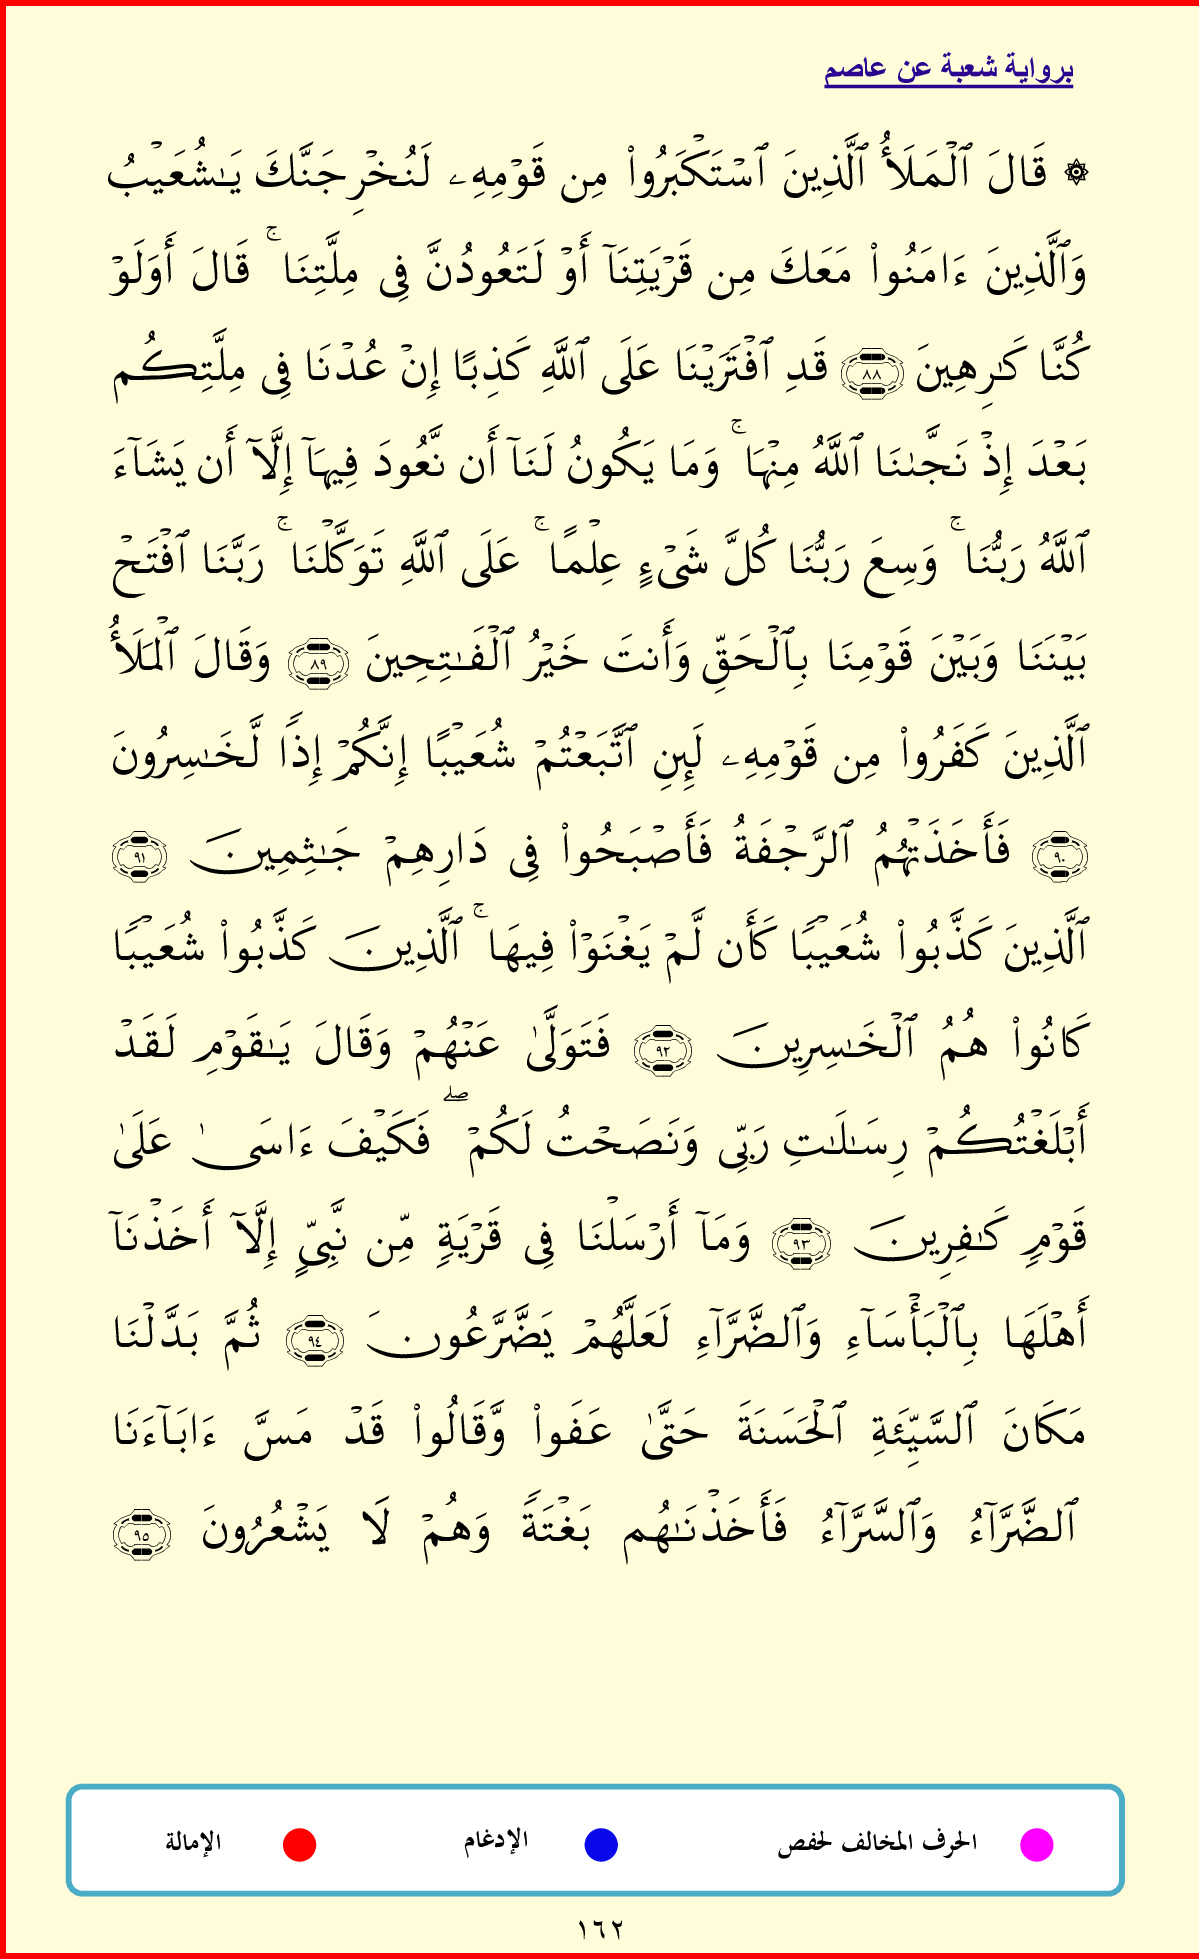 برواية شعبة عن عاصم
۞ قَالَ ٱلۡمَلَأُ ٱلَّذِينَ ٱسۡتَكۡبَرُوا۟ مِن قَوۡمِهِۦ لَنُخۡرِجَنَّكَ يَـٰشُعَيۡبُ
وَٱلَّذِينَ ءَامَنُوا۟ مَعَكَ مِن قَرۡيَتِنَآ أَوۡ لَتَعُودُنَّ فِى مِلَّتِنَاۚ قَالَ أَوَلَوۡ
كُنَّا كَـٰرِهِينَ ٨٨ قَدِ ٱفۡتَرَيۡنَا عَلَى ٱللَّهِ كَذِبًا إِنۡ عُدۡنَا فِى مِلَّتِكُم
بَعۡدَ إِذۡ نَجَّىٰنَا ٱللَّهُ مِنۡهَاۚ وَمَا يَكُونُ لَنَآ أَن نَّعُودَ فِيهَآ إِلَّآ أَن يَشَآءَ
ٱللَّهُ رَبُّنَاۚ وَسِعَ رَبُّنَا كُلَّ شَىۡءٍ عِلۡمًاۚ عَلَى ٱللَّهِ تَوَكَّلۡنَاۚ رَبَّنَا ٱفۡتَحۡ
بَيۡنَنَا وَبَيۡنَ قَوۡمِنَا بِٱلۡحَقِّ وَأَنتَ خَيۡرُ ٱلۡفَـٰتِحِينَ ٨٩ وَقَالَ ٱلۡمَلَأُ
ٱلَّذِينَ كَفَرُوا۟ مِن قَوۡمِهِۦ لَئِنِ ٱتَّبَعۡتُمۡ شُعَيۡبًا إِنَّكُمۡ إِذًا لَّخَـٰسِرُونَ
٩٠ فَأَخَذَتۡهُمُ ٱلرَّجۡفَةُ فَأَصۡبَحُوا۟ فِى دَارِهِمۡ جَـٰثِمِينَ ٩١
ٱلَّذِينَ كَذَّبُوا۟ شُعَيۡبًا كَأَن لَّمۡ يَغۡنَوۡا۟ فِيهَاۚ ٱلَّذِينَ كَذَّبُوا۟ شُعَيۡبًا
كَانُوا۟ هُمُ ٱلۡخَـٰسِرِينَ ٩٢ فَتَوَلَّىٰ عَنۡهُمۡ وَقَالَ يَـٰقَوۡمِ لَقَدۡ
أَبۡلَغۡتُكُمۡ رِسَـٰلَـٰتِ رَبِّى وَنَصَحۡتُ لَكُمۡۖ فَكَيۡفَ ءَاسَىٰ عَلَىٰ
قَوۡمٍ كَـٰفِرِينَ ٩٣ وَمَآ أَرۡسَلۡنَا فِى قَرۡيَةٍ مِّن نَّبِىٍّ إِلَّآ أَخَذۡنَآ
أَهۡلَهَا بِٱلۡبَأۡسَآءِ وَٱلضَّرَّآءِ لَعَلَّهُمۡ يَضَّرَّعُونَ ٩٤ ثُمَّ بَدَّلۡنَا
مَكَانَ ٱلسَّيِّئَةِ ٱلۡحَسَنَةَ حَتَّىٰ عَفَوا۟ وَّقَالُوا۟ قَدۡ مَسَّ ءَابَآءَنَا
ٱلضَّرَّآءُ وَٱلسَّرَّآءُ فَأَخَذۡنَـٰهُم بَغۡتَةً وَهُمۡ لَا يَشۡعُرُونَ ٩٥
الحرف المخالف لحفص الإدغام الإمالة
١٦٢